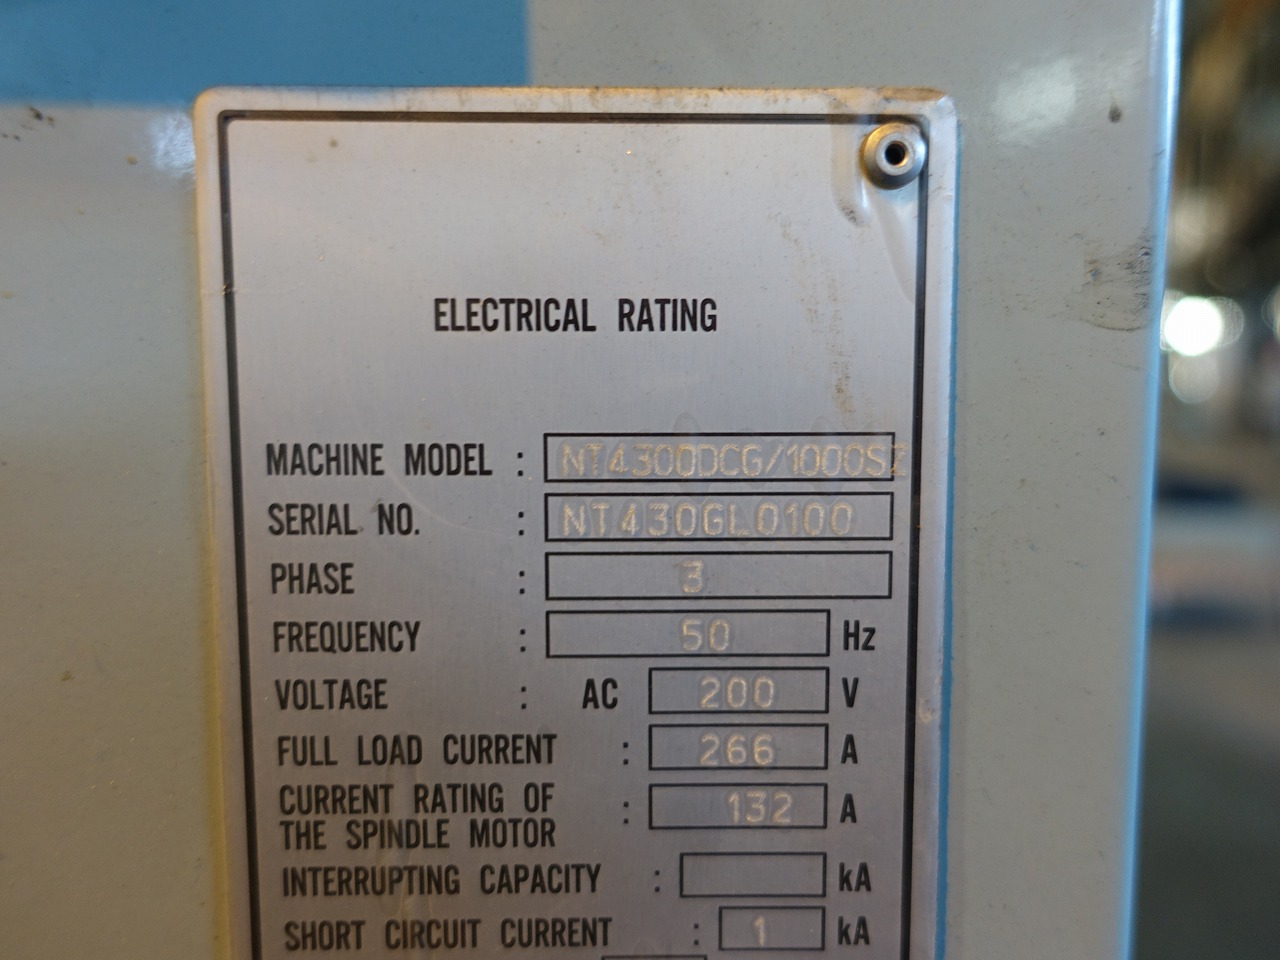 ELECTRICAL RATING
MACHINE MODEL : NT4300DCG/1000SZ
SERIAL NO. : NT430GL0100
PHASE : 3
FREQUENCY : 50 Hz
VOLTAGE : AC 200 V
FULL LOAD CURRENT : 266 A
CURRENT RATING OF
THE SPINDLE MOTOR : 132 A
INTERRUPTING CAPACITY : kA
SHORT CIRCUIT CURRENT : 1 kA